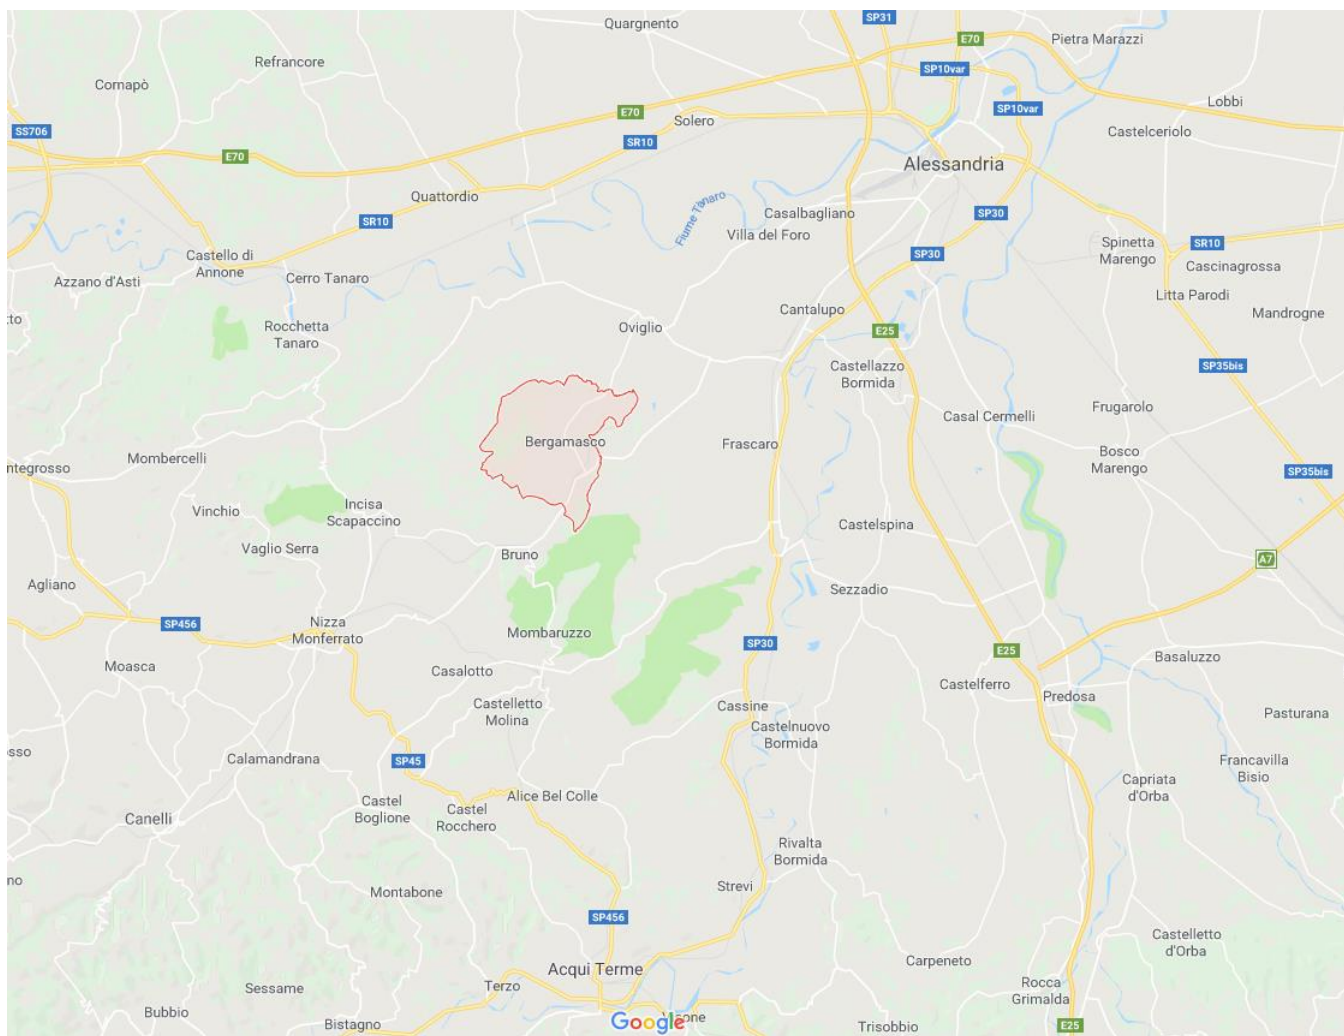 SP31
Quargnento
E70
Pietra Marazzi
Refrancore
SP10var
Cornapò
Lobbi
E70
SP10var
Solero
SS706
Castelceriolo
SR10
E70
Alessandria
Quattordio
Fiume Tanaro
Casalbagliano
SP30
SR10
Villa del Foro
Spinetta
Marengo
SR10
Castello di
Annone
SP30
Cascinagrossa
Azzano d'Asti
Cerro Tanaro
Litta Parodi
Cantalupo
Mandrogne
Rocchetta
Tanaro
Oviglio
E25
Castellazzo
Bormida
SP35bis
Frugarolo
Casal Cermelli
Bergamasco
Frascaro
Mombercelli
Bosco
Marengo
ntegrosso
SP35bis
Vinchio
Incisa
Scapaccino
Castelspina
Vaglio Serra
Bruno
A7
Agliano
Sezzadio
SP456
Nizza
Monferrato
Mombaruzzo
SP30
E25
Basaluzzo
Moasca
Casalotto
Castelferro
Predosa
Castelletto
Molina
Cassine
Pasturana
Castelnuovo
Bormida
Calamandrana
SP45
Francavilla
Bisio
Capriata
d'Orba
Alice Bel Colle
Castel
Boglione
Castel
Rocchero
Canelli
Rivalta
Bormida
Montabone
Strevi
SP456
Castelletto
d'Orba
Acqui Terme
Carpeneto
Sessame
Terzo
Rocca
Grimalda
Bubbio
Bistagno
Google
Trisobbio
E25